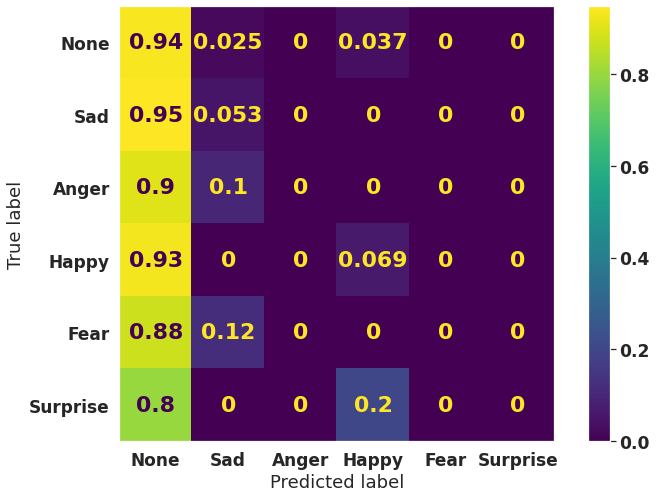 None 0.94 0.025 0 0.037 0 0
Sad 0.95 0.053 0 0 0 0
Anger 0.9 0.1 0 0 0 0
Happy 0.93 0 0 0.069 0 0
Fear 0.88 0.12 0 0 0 0
Surprise 0.8 0 0 0.2 0 0
None Sad Anger Happy Fear Surprise
Predicted label
True label
0.8
0.6
0.4
0.2
0.0